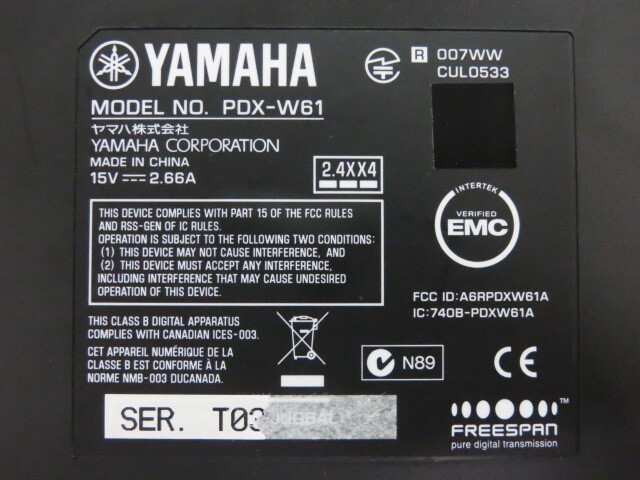 YAMAHA
R 007WW
CUL0533
MODEL NO. PDX-W61
ヤマハ株式会社
YAMAHA CORPORATION
MADE IN CHINA
15V 2.66A
2.4XX4
INTERTEK
VERIFIED
EMC
THIS DEVICE COMPLIES WITH PART 15 OF THE FCC RULES
AND RSS-GEN OF IC RULES.
OPERATION IS SUBJECT TO THE FOLLOWING TWO CONDITIONS:
(1) THIS DEVICE MAY NOT CAUSE INTERFERENCE, AND
(2) THIS DEVICE MUST ACCEPT ANY INTERFERENCE,
INCLUDING INTERFERENCE THAT MAY CAUSE UNDESIRED
OPERATION OF THIS DEVICE.
FCC ID:A6RPDXW61A
IC:740B-PDXW61A
THIS CLASS B DIGITAL APPARATUS
COMPLIES WITH CANADIAN ICES-003.
CET APPAREIL NUMÉRIQUE DE LA
CLASSE B EST CONFORME À LA
NORME NMB-003 DUCANADA.
N89
CE
SER. T03
FREESPAN™
pure digital transmission